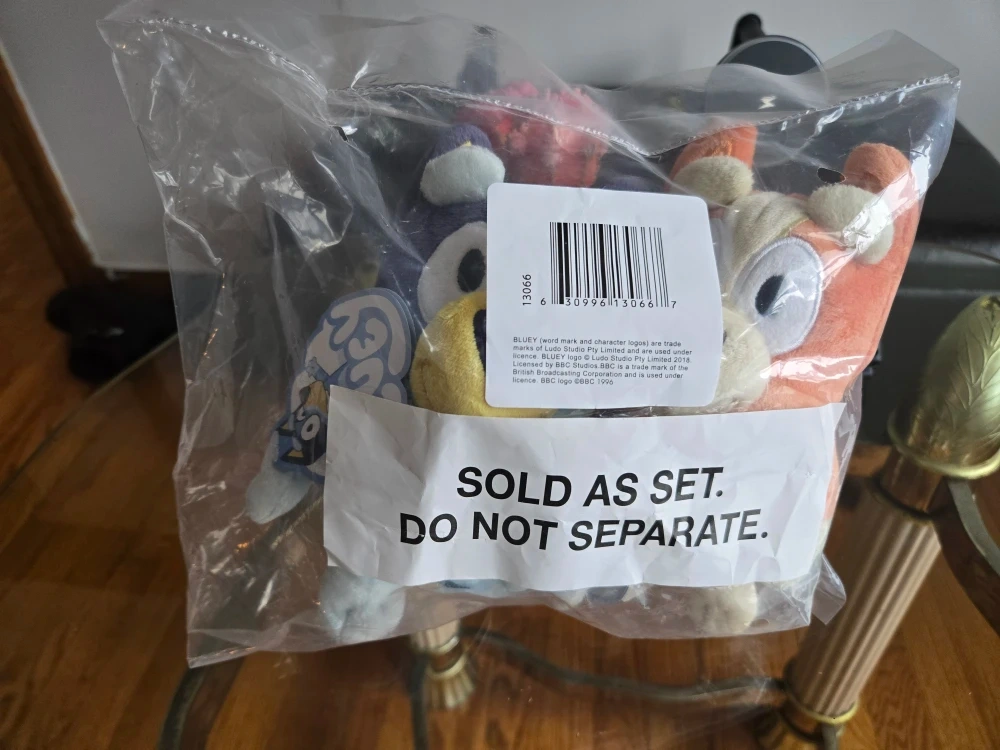 13066
6 30996 13066 7
BLUEY (word mark and character logos) are trade
marks of Ludo Studio Pty Limited and are used under
licence. BLUEY logo © Ludo Studio Pty Limited 2018.
Licensed by BBC Studios.BBC is a trade mark of the
British Broadcasting Corporation and is used under
licence. BBC logo ©BBC 1996
SOLD AS SET.
DO NOT SEPARATE.